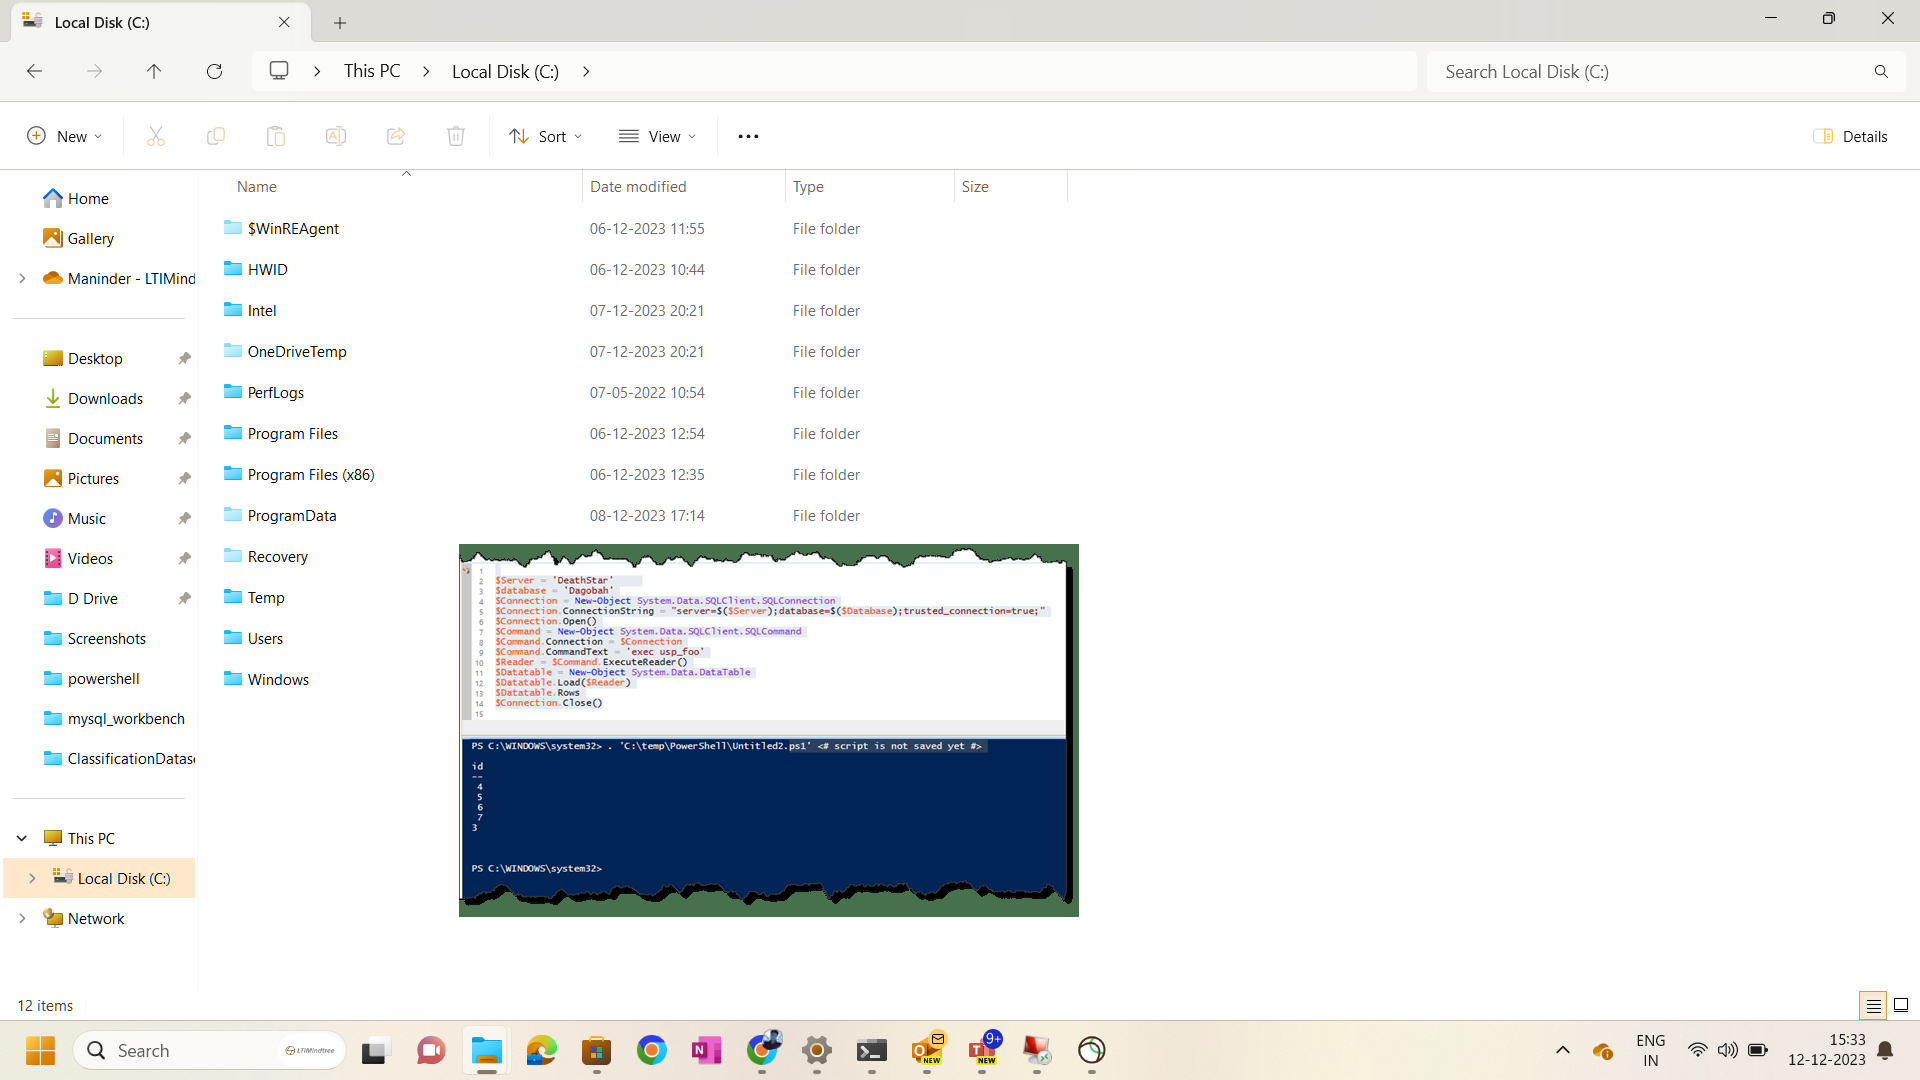 Local Disk (C:)
This PC
Local Disk (C:)
Search Local Disk (C:)
New
Sort
View
Details
Name
Date modified
Type
Size
Home
Gallery
Maninder - LTIMind
Desktop
Downloads
Documents
Pictures
Music
Videos
D Drive
Screenshots
powershell
mysql_workbench
ClassificationDatas
This PC
Local Disk (C:)
Network
$WinREAgent 06-12-2023 11:55 File folder
HWID 06-12-2023 10:44 File folder
Intel 07-12-2023 20:21 File folder
OneDriveTemp 07-12-2023 20:21 File folder
PerfLogs 07-05-2022 10:54 File folder
Program Files 06-12-2023 12:54 File folder
Program Files (x86) 06-12-2023 12:35 File folder
ProgramData 08-12-2023 17:14 File folder
Recovery
Temp
Users
Windows
1
2 $Server = 'DeathStar'
3 $database = 'Dagobah'
4 $Connection = New-Object System.Data.SQLClient.SQLConnection
5 $Connection.ConnectionString = "server=$($Server);database=$($Database);trusted_connection=true;"
6 $Connection.Open()
7 $Command = New-Object System.Data.SQLClient.SQLCommand
8 $Command.Connection = $Connection
9 $Command.CommandText = 'exec usp_foo'
10 $Reader = $Command.ExecuteReader()
11 $Datatable = New-Object System.Data.DataTable
12 $Datatable.Load($Reader)
13 $Datatable.Rows
14 $Connection.Close()
15
PS C:\WINDOWS\system32> . 'C:\temp\PowerShell\Untitled2.ps1' <# script is not saved yet #>
id
--
4
5
6
7
3
PS C:\WINDOWS\system32>
12 items
Search
LTIMindtree
NEW
9+
NEW
ENG
IN
15:33
12-12-2023